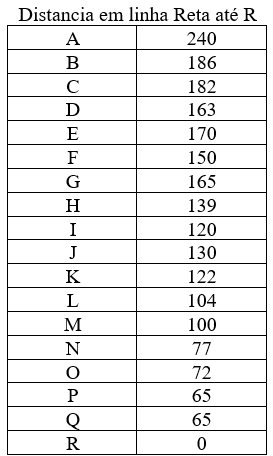 Distancia em linha Reta até R
A 240
B 186
C 182
D 163
E 170
F 150
G 165
H 139
I 120
J 130
K 122
L 104
M 100
N 77
O 72
P 65
Q 65
R 0